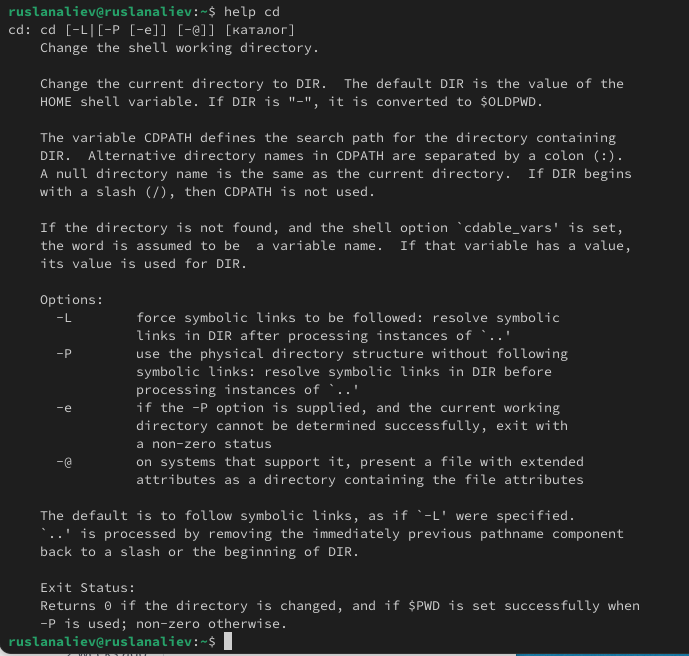 ruslanaliev@ruslanaliev:~$ help cd
cd: cd [-L|[-P [-e]] [-@]] [каталог]
    Change the shell working directory.

    Change the current directory to DIR.  The default DIR is the value of the
    HOME shell variable. If DIR is "-", it is converted to $OLDPWD.

    The variable CDPATH defines the search path for the directory containing
    DIR.  Alternative directory names in CDPATH are separated by a colon (:).
    A null directory name is the same as the current directory.  If DIR begins
    with a slash (/), then CDPATH is not used.

    If the directory is not found, and the shell option `cdable_vars' is set,
    the word is assumed to be  a variable name.  If that variable has a value,
    its value is used for DIR.

    Options:
      -L        force symbolic links to be followed: resolve symbolic
                links in DIR after processing instances of `..'
      -P        use the physical directory structure without following
                symbolic links: resolve symbolic links in DIR before
                processing instances of `..'
      -e        if the -P option is supplied, and the current working
                directory cannot be determined successfully, exit with
                a non-zero status
      -@        on systems that support it, present a file with extended
                attributes as a directory containing the file attributes

    The default is to follow symbolic links, as if `-L' were specified.
    `..' is processed by removing the immediately previous pathname component
    back to a slash or the beginning of DIR.

    Exit Status:
    Returns 0 if the directory is changed, and if $PWD is set successfully when
    -P is used; non-zero otherwise.
ruslanaliev@ruslanaliev:~$